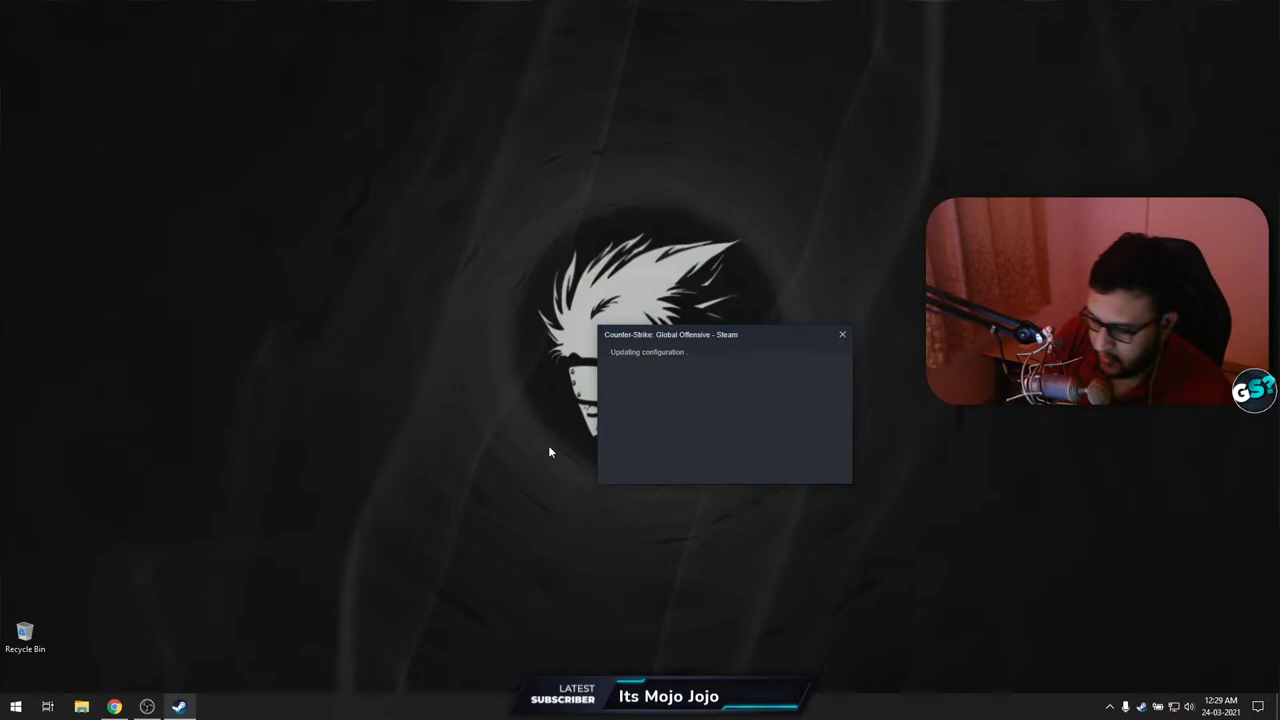 Counter-Strike: Global Offensive - Steam
Updating configuration .
GS?
Recycle Bin
LATEST
SUBSCRIBER
Its Mojo Jojo
12:29 AM
24-03-2021